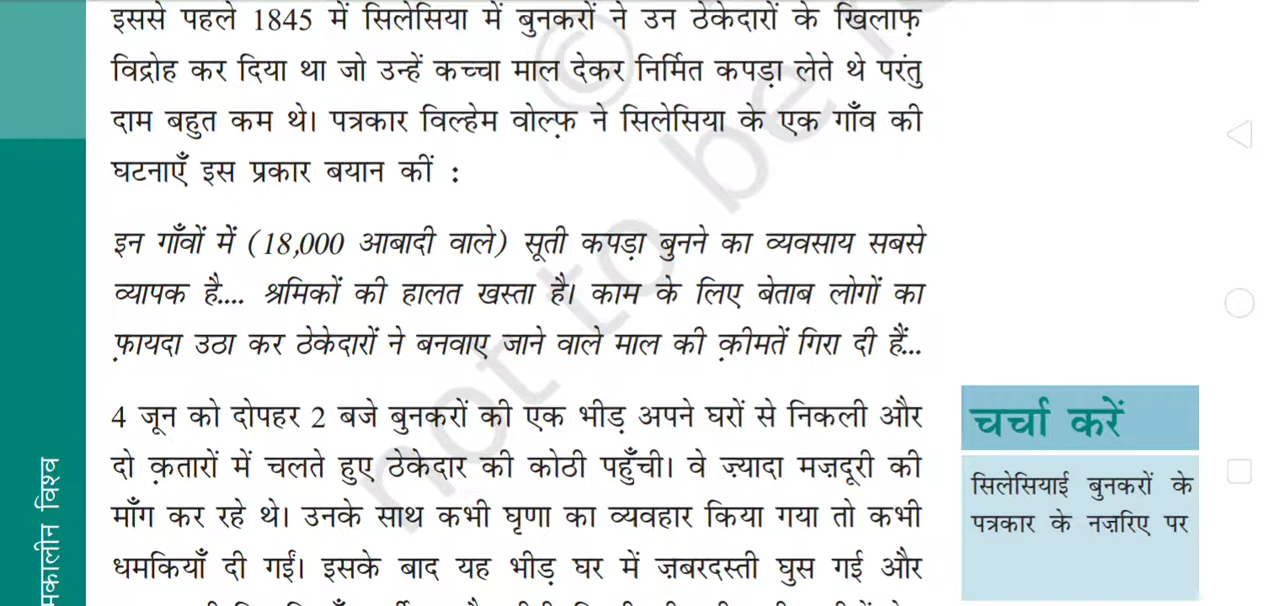 इससे पहले 1845 में सिलेसिया में बुनकरों ने उन ठेकेदारों के खिलाफ़
विद्रोह कर दिया था जो उन्हें कच्चा माल देकर निर्मित कपड़ा लेते थे परंतु
दाम बहुत कम थे। पत्रकार विल्हेम वोल्फ़ ने सिलेसिया के एक गाँव की
घटनाएँ इस प्रकार बयान कीं :
इन गाँवों में (18,000 आबादी वाले) सूती कपड़ा बुनने का व्यवसाय सबसे
व्यापक है.... श्रमिकों की हालत खस्ता है। काम के लिए बेताब लोगों का
फ़ायदा उठा कर ठेकेदारों ने बनवाए जाने वाले माल की क़ीमतें गिरा दी हैं...
4 जून को दोपहर 2 बजे बुनकरों की एक भीड़ अपने घरों से निकली और
दो क़तारों में चलते हुए ठेकेदार की कोठी पहुँची। वे ज़्यादा मज़दूरी की
माँग कर रहे थे। उनके साथ कभी घृणा का व्यवहार किया गया तो कभी
धमकियाँ दी गईं। इसके बाद यह भीड़ घर में ज़बरदस्ती घुस गई और
चर्चा करें
सिलेसियाई बुनकरों के
पत्रकार के नज़रिए पर
मकालीन विश्व
© not to be